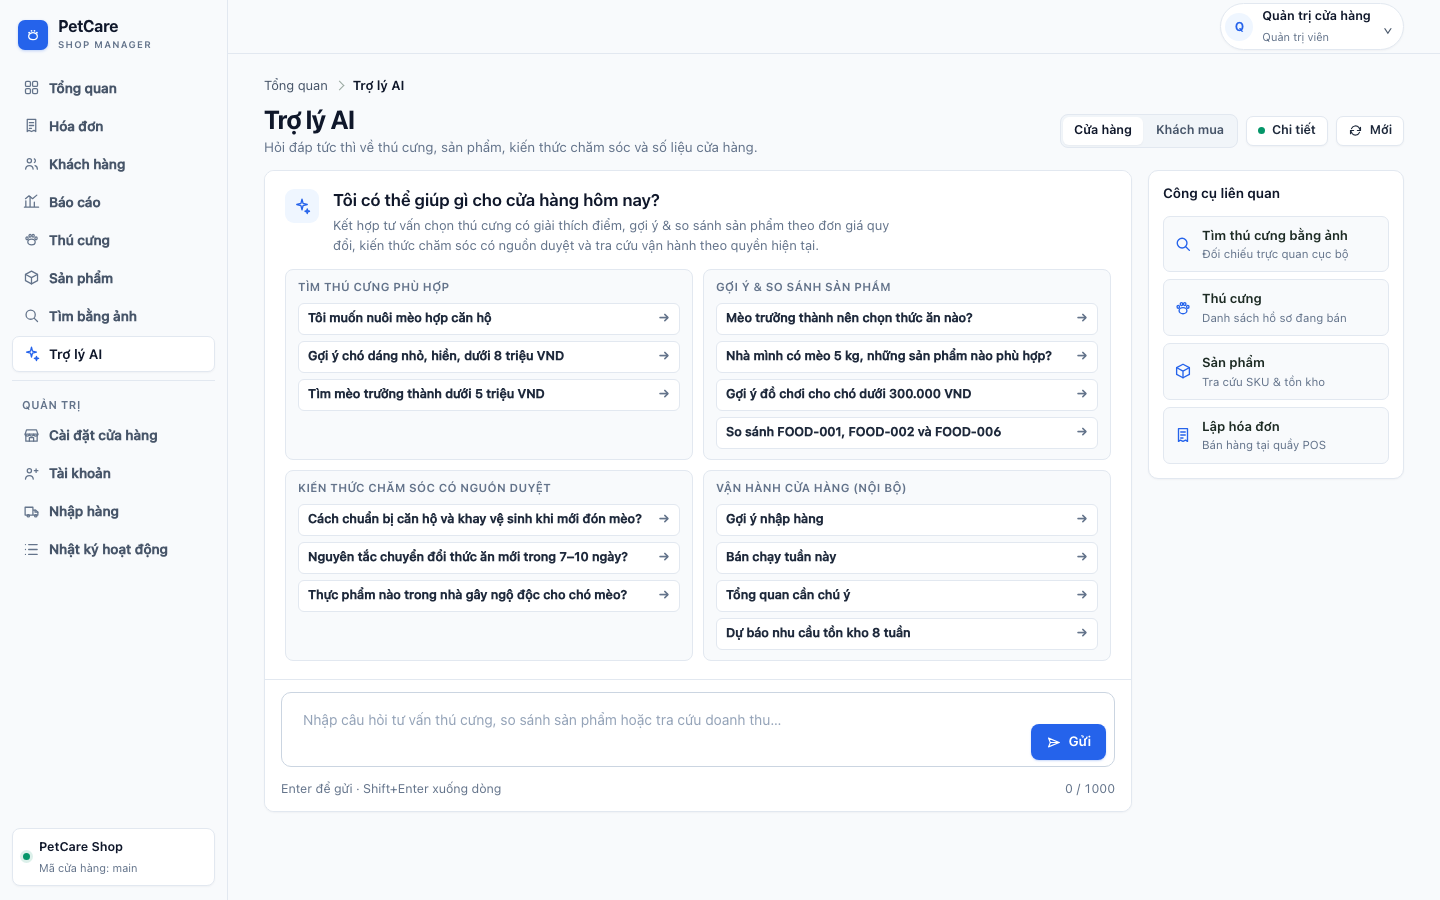 PetCare
SHOP MANAGER
Tổng quan
Hóa đơn
Khách hàng
Báo cáo
Thú cưng
Sản phẩm
Tìm bằng ảnh
Trợ lý AI
QUẢN TRỊ
Cài đặt cửa hàng
Tài khoản
Nhập hàng
Nhật ký hoạt động
PetCare Shop
Mã cửa hàng: main
Q
Quản trị cửa hàng
Quản trị viên
Tổng quan
Trợ lý AI
Trợ lý AI
Hỏi đáp tức thì về thú cưng, sản phẩm, kiến thức chăm sóc và số liệu cửa hàng.
Cửa hàng
Khách mua
Chi tiết
Mới
Tôi có thể giúp gì cho cửa hàng hôm nay?
Kết hợp tư vấn chọn thú cưng có giải thích điểm, gợi ý & so sánh sản phẩm theo đơn giá quy
đổi, kiến thức chăm sóc có nguồn duyệt và tra cứu vận hành theo quyền hiện tại.
TÌM THÚ CƯNG PHÙ HỢP
Tôi muốn nuôi mèo hợp căn hộ
Gợi ý chó dáng nhỏ, hiền, dưới 8 triệu VND
Tìm mèo trưởng thành dưới 5 triệu VND
GỢI Ý & SO SÁNH SẢN PHẨM
Mèo trưởng thành nên chọn thức ăn nào?
Nhà mình có mèo 5 kg, những sản phẩm nào phù hợp?
Gợi ý đồ chơi cho chó dưới 300.000 VND
So sánh FOOD-001, FOOD-002 và FOOD-006
KIẾN THỨC CHĂM SÓC CÓ NGUỒN DUYỆT
Cách chuẩn bị căn hộ và khay vệ sinh khi mới đón mèo?
Nguyên tắc chuyển đổi thức ăn mới trong 7–10 ngày?
Thực phẩm nào trong nhà gây ngộ độc cho chó mèo?
VẬN HÀNH CỬA HÀNG (NỘI BỘ)
Gợi ý nhập hàng
Bán chạy tuần này
Tổng quan cần chú ý
Dự báo nhu cầu tồn kho 8 tuần
Nhập câu hỏi tư vấn thú cưng, so sánh sản phẩm hoặc tra cứu doanh thu...
Gửi
Enter để gửi · Shift+Enter xuống dòng
0 / 1000
Công cụ liên quan
Tìm thú cưng bằng ảnh
Đối chiếu trực quan cục bộ
Thú cưng
Danh sách hồ sơ đang bán
Sản phẩm
Tra cứu SKU & tồn kho
Lập hóa đơn
Bán hàng tại quầy POS